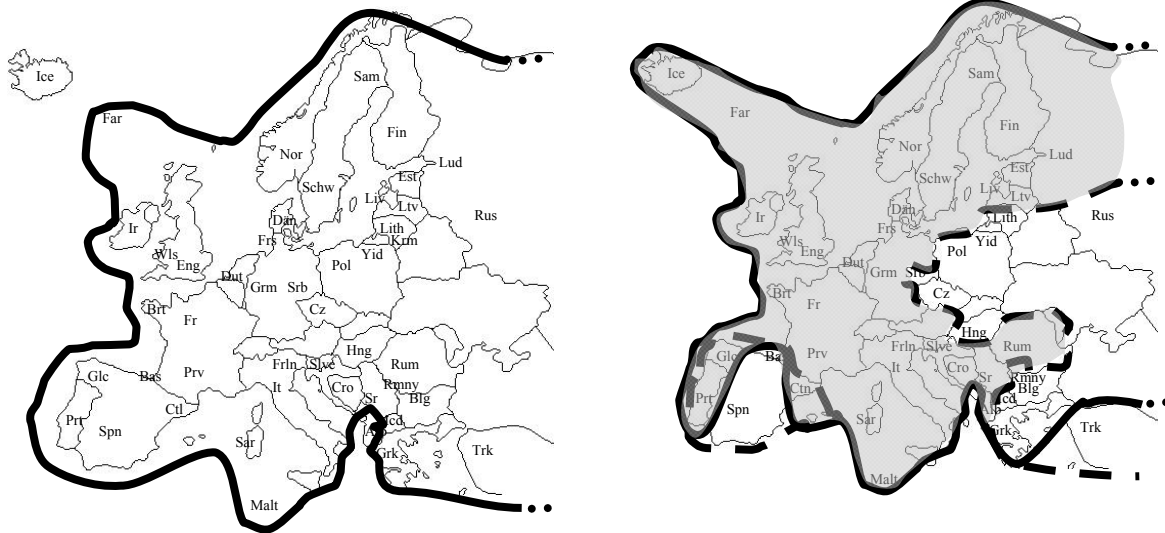 Ice
Far
Sam
Fin
Lud
Nor
Est
Schw
Liv
Ltv
Rus
Dän
Ir
Lith
Krm
Frs
Yid
Wls
Eng
Pol
Dut
Grm
Srb
Brt
Cz
Fr
Hng
Frln
Slve
Rum
Glc
Bas
Prv
It
Cro
Rmny
Blg
Sr
Ctl
Prt
Spn
Sar
Grk
Trk
Malt
Ice
Sam
Far
Fin
Nor
Lud
Est
Schw
Liv
Ltv
Dän
Lith
Rus
Frs
Yid
Wls
Eng
Pol
Dut
Grm
Srb
Brt
Cz
Fr
Hng
Slve
Rum
Glc
Prv
Frln
It
Cro
Sr
Rmny
Blg
Ctn
Prt
Spn
Alb
Sar
Grk
Trk
Malt